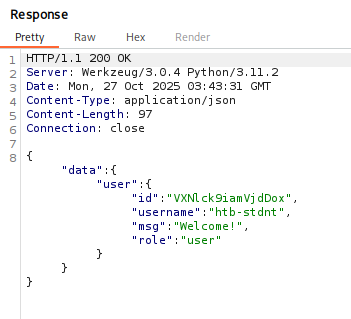 Response
Pretty Raw Hex Render
1 HTTP/1.1 200 OK
2 Server: Werkzeug/3.0.4 Python/3.11.2
3 Date: Mon, 27 Oct 2025 03:43:31 GMT
4 Content-Type: application/json
5 Content-Length: 97
6 Connection: close
7
8 {
"data":{
"user":{
"id":"VXNlck9iamVjdDox",
"username":"htb-stdnt",
"msg":"Welcome!",
"role":"user"
}
}
}